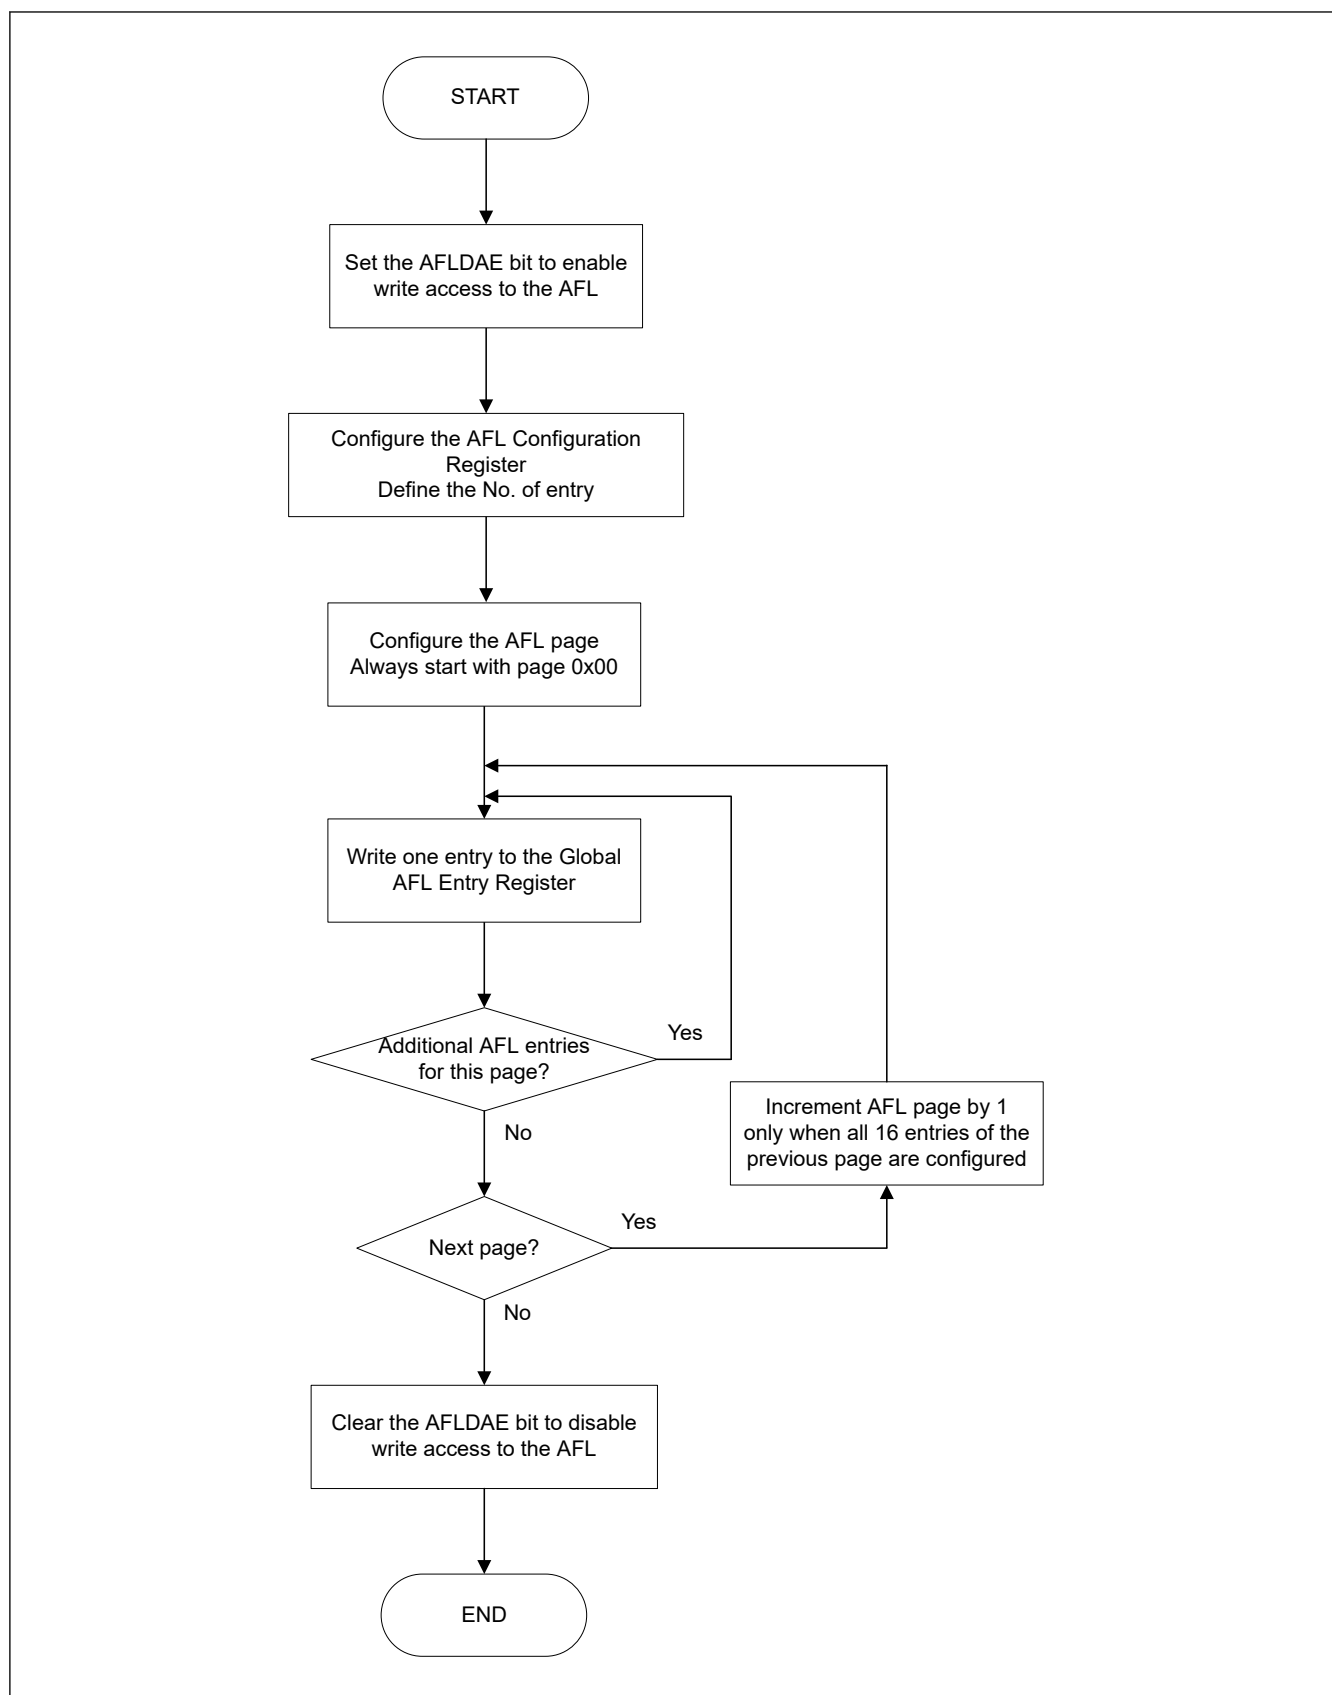 START
Set the AFLDAE bit to enable
write access to the AFL
Configure the AFL Configuration
Register
Define the No. of entry
Configure the AFL page
Always start with page 0x00
Write one entry to the Global
AFL Entry Register
Additional AFL entries
for this page?
Yes
No
Increment AFL page by 1
only when all 16 entries of the
previous page are configured
Next page?
Yes
No
Clear the AFLDAE bit to disable
write access to the AFL
END